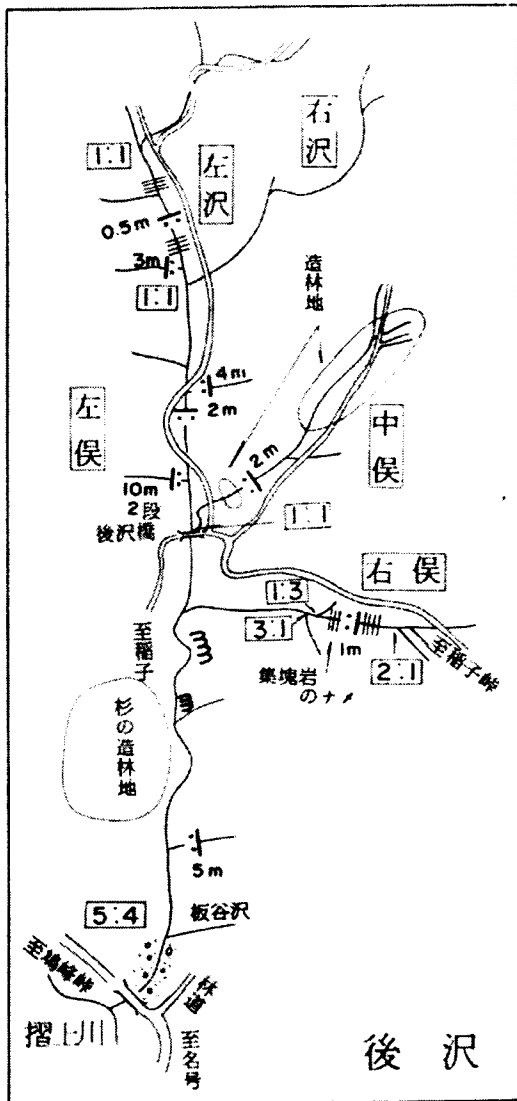 右沢
1:1
左沢
0.5m
3m
1:1
造林地
4m
2m
左俣
中俣
2m
10m
2段
後沢橋
1:1
右俣
1:3
3:1
1m
至稲子
至稲子峠
2:1
集塊岩
のナメ
杉の造林地
5m
5:4
板谷沢
至鳩峰峠
林道
摺上川
至名号
後沢